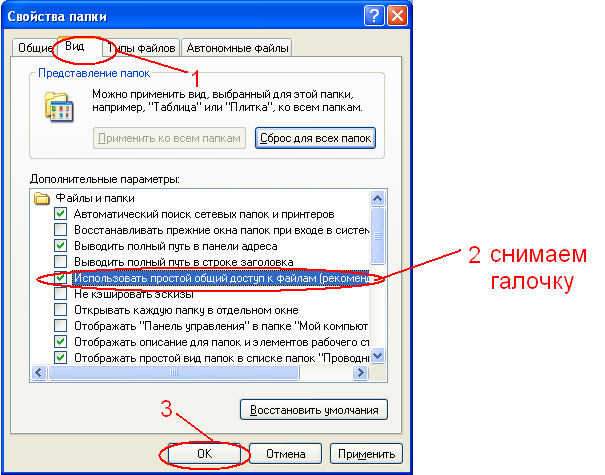 Свойства папки
Общие Вид Типы файлов Автономные файлы
1
Представление папок
Можно применить вид, выбранный для этой папки,
например, "Таблица" или "Плитка", ко всем папкам.
Применить ко всем папкам Сброс для всех папок
Дополнительные параметры:
Файлы и папки
Автоматический поиск сетевых папок и принтеров
Восстанавливать прежние окна папок при входе в систем
Выводить полный путь в панели адреса
Выводить полный путь в строке заголовка
Использовать простой общий доступ к файлам (рекомен
2 снимаем
галочку
Не кэшировать эскизы
Открывать каждую папку в отдельном окне
Отображать "Панель управления" в папке "Мой компьют
Отображать описание для папок и элементов рабочего ст
Отображать простой вид папок в списке папок "Проводн
Восстановить умолчания
3
OK Отмена Применить